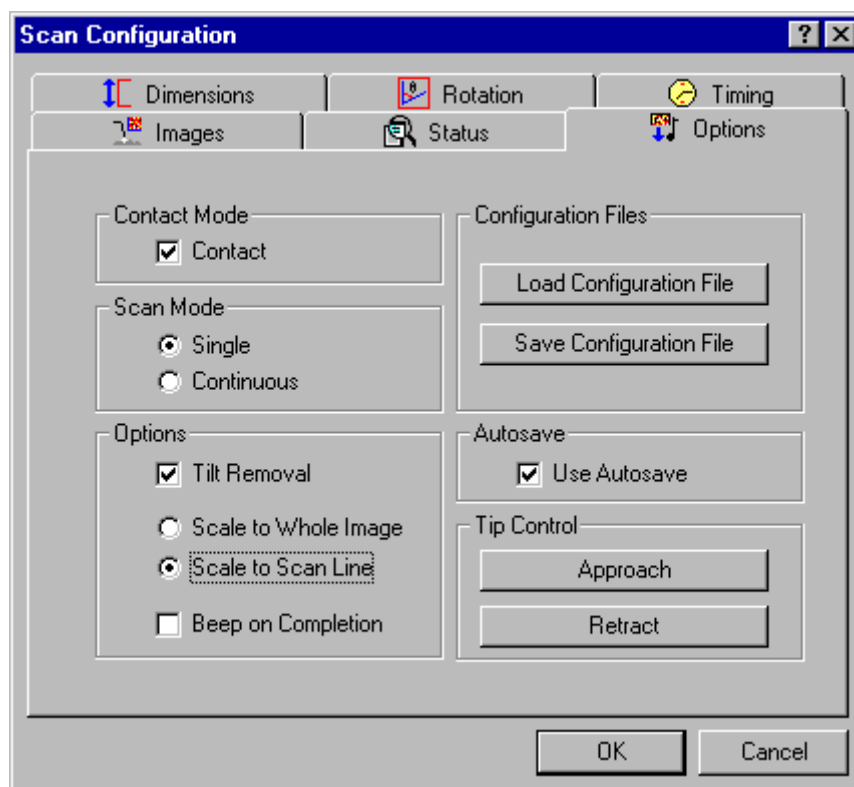 Scan Configuration
Dimensions
Rotation
Timing
Images
Status
Options
Contact Mode
Contact
Scan Mode
Single
Continuous
Options
Tilt Removal
Scale to Whole Image
Scale to Scan Line
Beep on Completion
Configuration Files
Load Configuration File
Save Configuration File
Autosave
Use Autosave
Tip Control
Approach
Retract
OK
Cancel